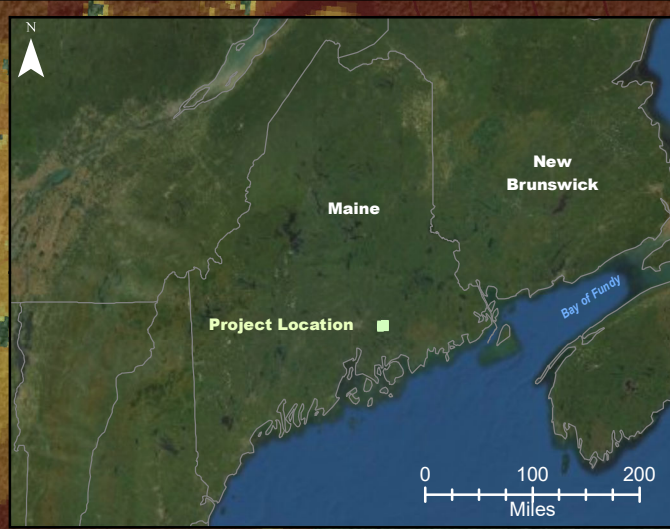 N
New
Brunswick
Maine
Bay of Fundy
Project Location
0 100 200
Miles